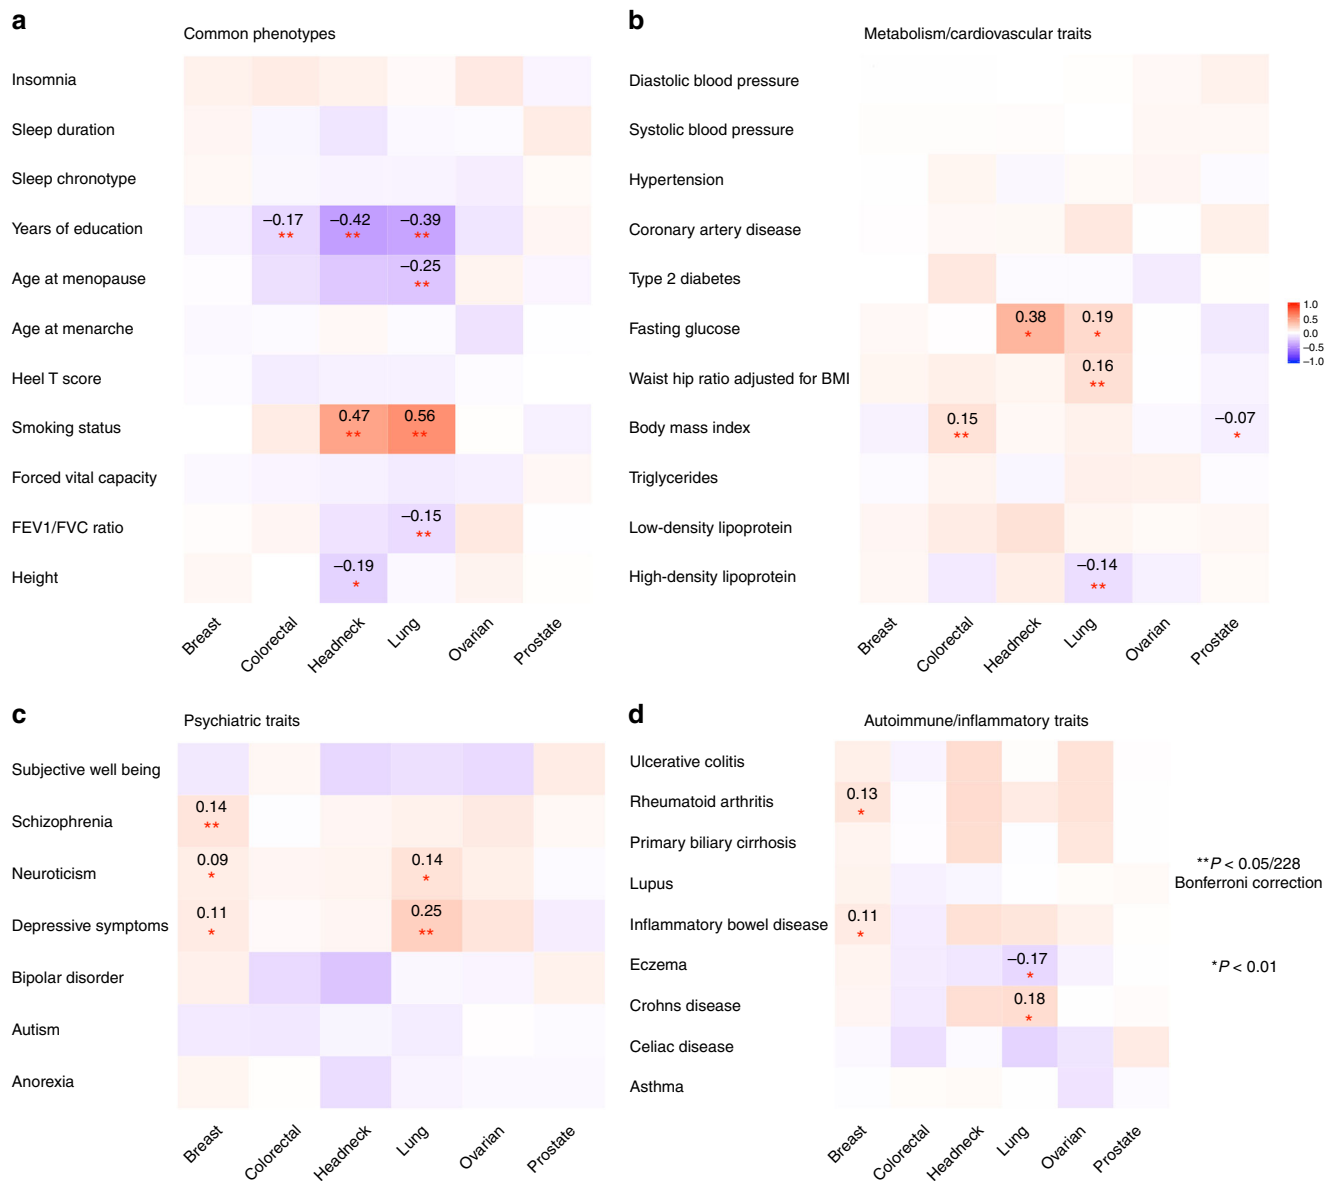 a
Common phenotypes
Insomnia
Sleep duration
Sleep chronotype
Years of education
−0.17 −0.42 −0.39
** ** **
Age at menopause
−0.25
**
Age at menarche
Heel T score
Smoking status
0.47 0.56
** **
Forced vital capacity
FEV1/FVC ratio
−0.15
**
Height
−0.19
*
Breast
Colorectal
Headneck
Lung
Ovarian
Prostate
b
Metabolism/cardiovascular traits
Diastolic blood pressure
Systolic blood pressure
Hypertension
Coronary artery disease
Type 2 diabetes
Fasting glucose
0.38 0.19
* *
Waist hip ratio adjusted for BMI
0.16
**
Body mass index
0.15 −0.07
** *
Triglycerides
Low-density lipoprotein
High-density lipoprotein
−0.14
**
Breast
Colorectal
Headneck
Lung
Ovarian
Prostate
1.0
0.5
0.0
−0.5
−1.0
c
Psychiatric traits
Subjective well being
Schizophrenia
0.14
**
Neuroticism
0.09 0.14
* *
Depressive symptoms
0.11 0.25
* **
Bipolar disorder
Autism
Anorexia
Breast
Colorectal
Headneck
Lung
Ovarian
Prostate
d
Autoimmune/inflammatory traits
Ulcerative colitis
Rheumatoid arthritis
0.13
*
Primary biliary cirrhosis
Lupus
Inflammatory bowel disease
0.11
*
Eczema
−0.17
*
Crohns disease
0.18
*
Celiac disease
Asthma
Breast
Colorectal
Headneck
Lung
Ovarian
Prostate
**P < 0.05/228
Bonferroni correction
*P < 0.01